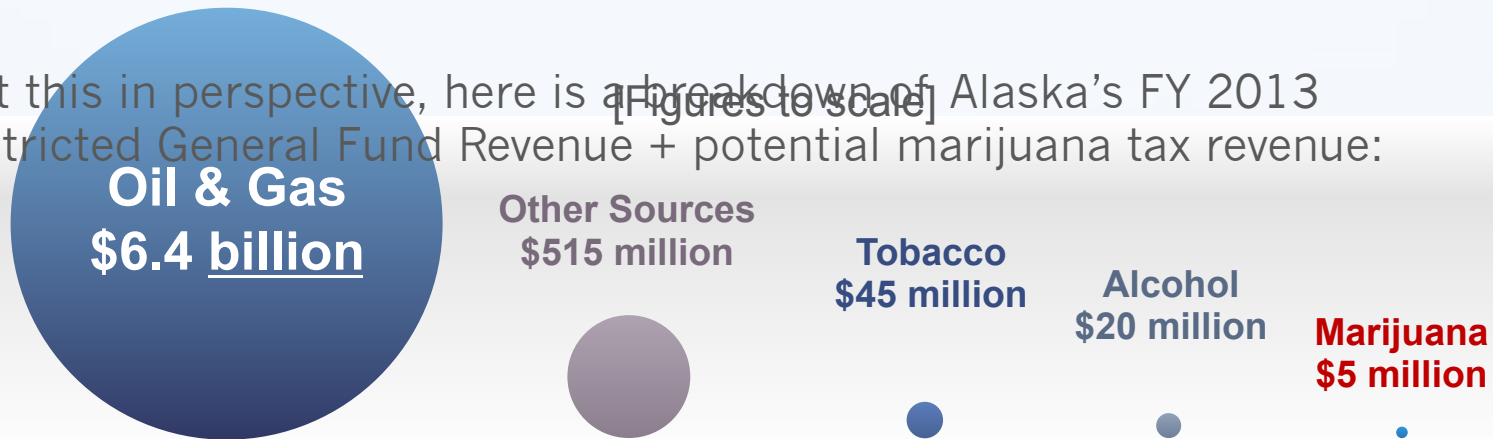 t this in perspective, here is a breakdown of Alaska's FY 2013
[Figures to scale]
tricted General Fund Revenue + potential marijuana tax revenue:
Oil & Gas
$6.4 billion
Other Sources
$515 million
Tobacco
$45 million
Alcohol
$20 million
Marijuana
$5 million